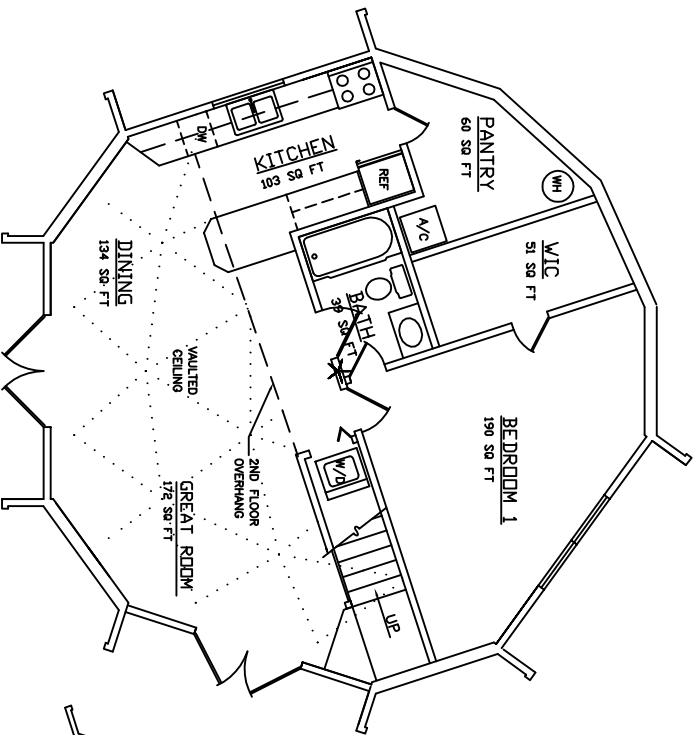 PANTRY
60 SQ FT
WH
KITCHEN
103 SQ FT
DW
REF
A/C
WIC
51 SQ FT
BATH
39 SQ FT
DINING
134 SQ FT
VAULTED
CEILING
BEDROOM 1
190 SQ FT
2ND FLOOR
OVERHANG
W/D
GREAT ROOM
172 SQ FT
UP